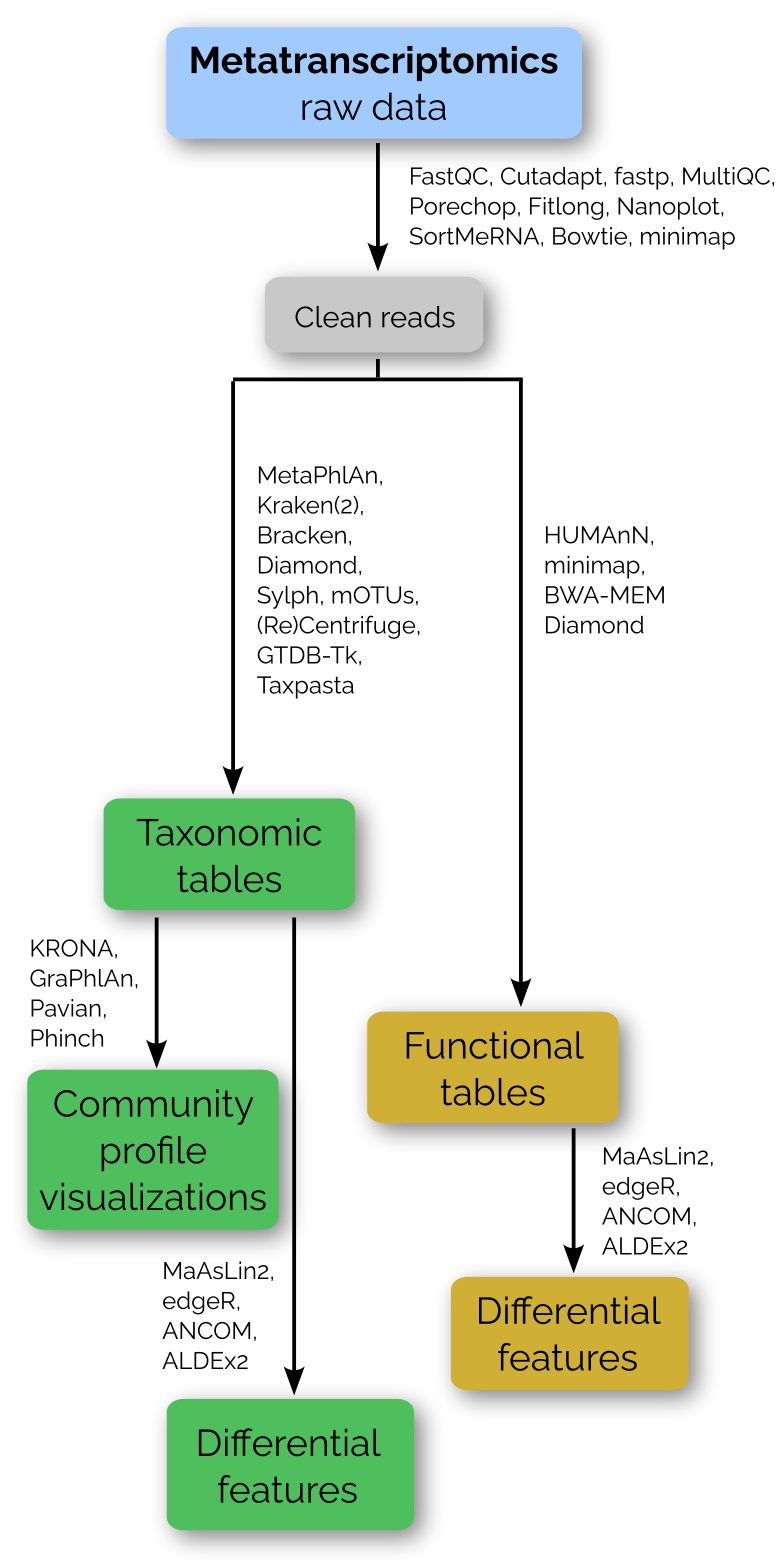 Metatranscriptomics
raw data
FastQC, Cutadapt, fastp, MultiQC,
Porechop, Fitlong, Nanoplot,
SortMeRNA, Bowtie, minimap
Clean reads
MetaPhlAn,
Kraken(2),
Bracken,
Diamond,
Sylph, mOTUs,
(Re)Centrifuge,
GTDB-Tk,
Taxpasta
HUMAnN,
minimap,
BWA-MEM
Diamond
Taxonomic
tables
KRONA,
GraPhlAn,
Pavian,
Phinch
Community
profile
visualizations
MaAsLin2,
edgeR,
ANCOM,
ALDEx2
Differential
features
Functional
tables
MaAsLin2,
edgeR,
ANCOM,
ALDEx2
Differential
features